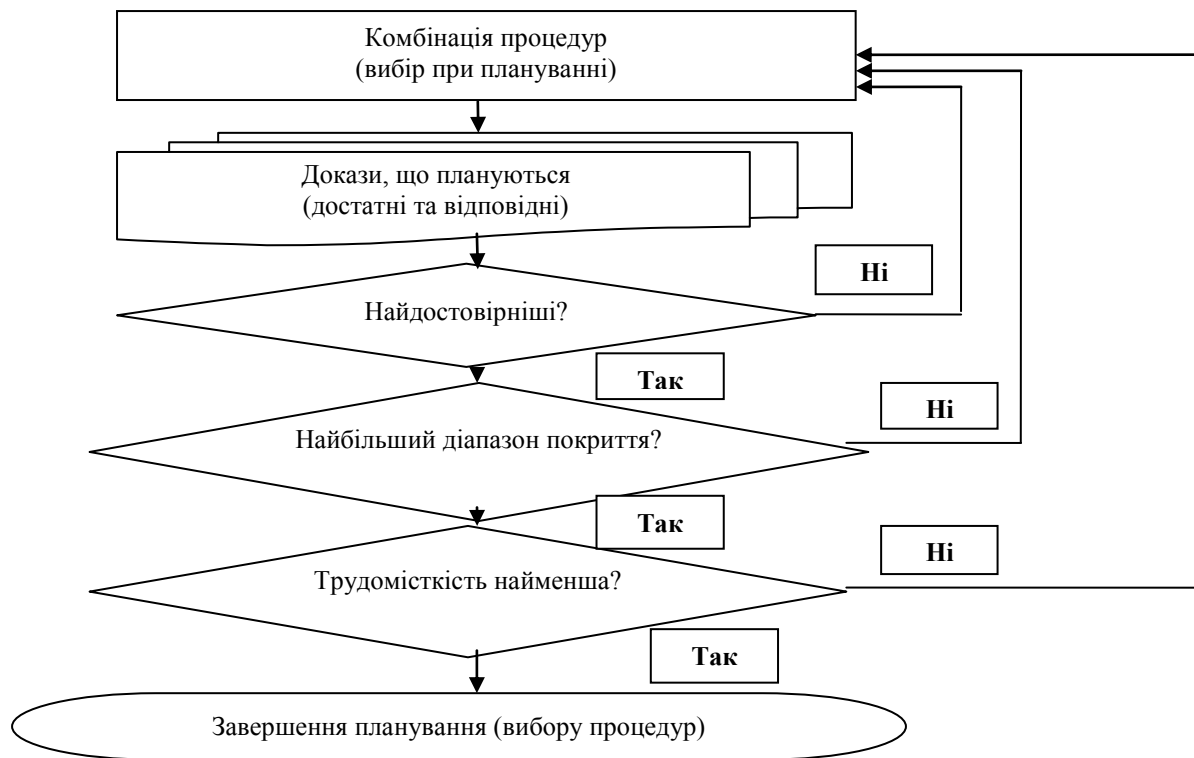 Комбінація процедур
(вибір при плануванні)
Докази, що плануються
(достатні та відповідні)
Ні
Найдостовірніші?
Так
Ні
Найбільший діапазон покриття?
Так
Ні
Трудомісткість найменша?
Так
Завершення планування (вибору процедур)